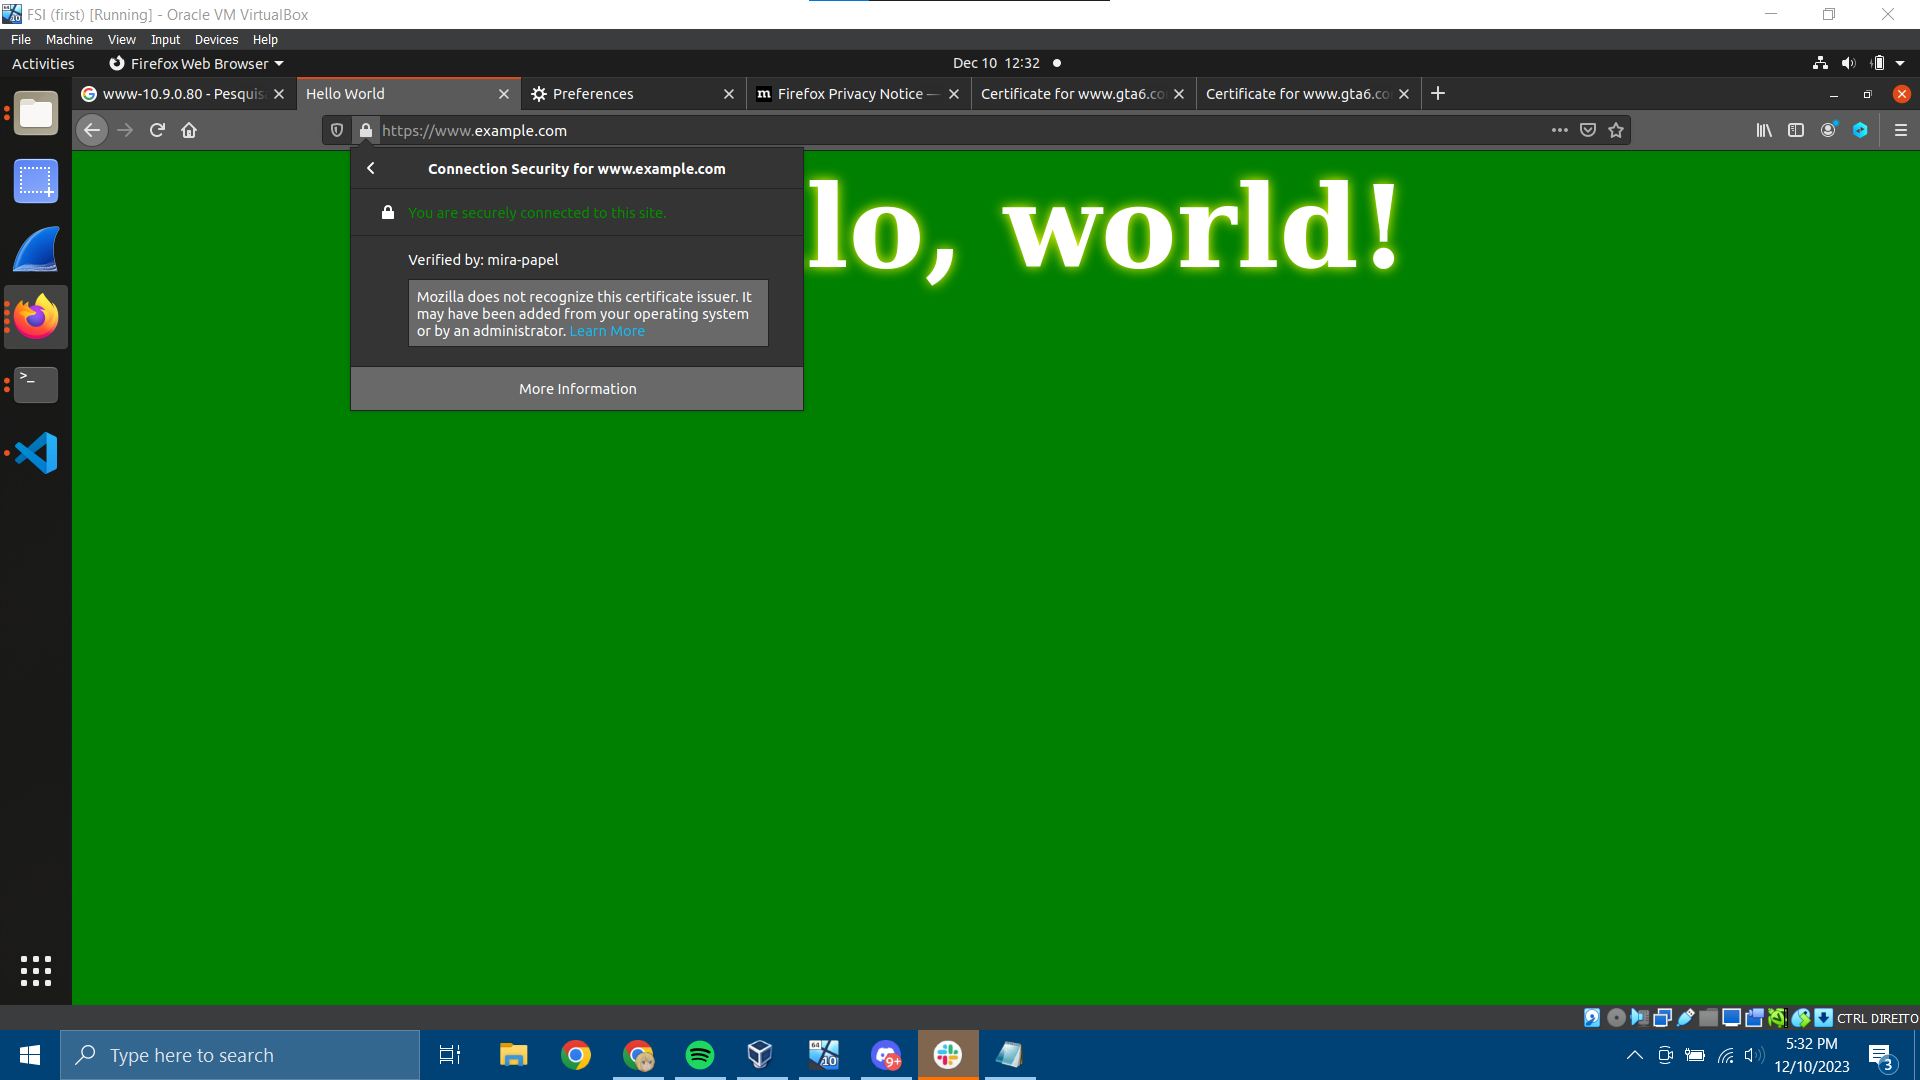 FSI (first) [Running] - Oracle VM VirtualBox
File Machine View Input Devices Help
Activities Firefox Web Browser Dec 10 12:32
www-10.9.0.80 - Pesquis Hello World Preferences Firefox Privacy Notice — Certificate for www.gta6.co Certificate for www.gta6.co
https://www.example.com
Connection Security for www.example.com
You are securely connected to this site.
lo, world!
Verified by: mira-papel
Mozilla does not recognize this certificate issuer. It
may have been added from your operating system
or by an administrator. Learn More
More Information
CTRL DIREITO
Type here to search
9+
5:32 PM
12/10/2023
3